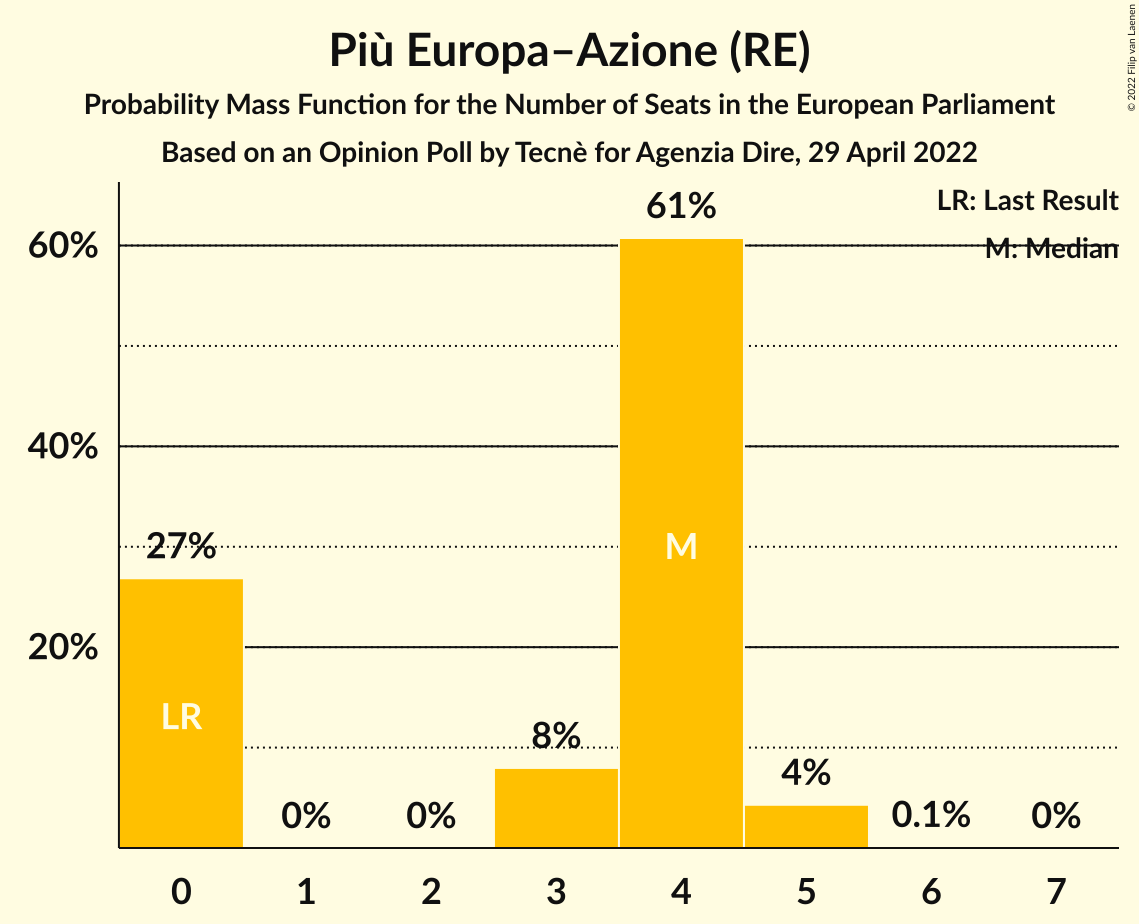 Più Europa–Azione (RE)
Probability Mass Function for the Number of Seats in the European Parliament
Based on an Opinion Poll by Tecnè for Agenzia Dire, 29 April 2022
© 2022 Filip van Laenen
LR: Last Result
M: Median
61%
60%
40%
27%
M
20%
LR
8%
4%
0%
0%
0.1%
0%
0 1 2 3 4 5 6 7